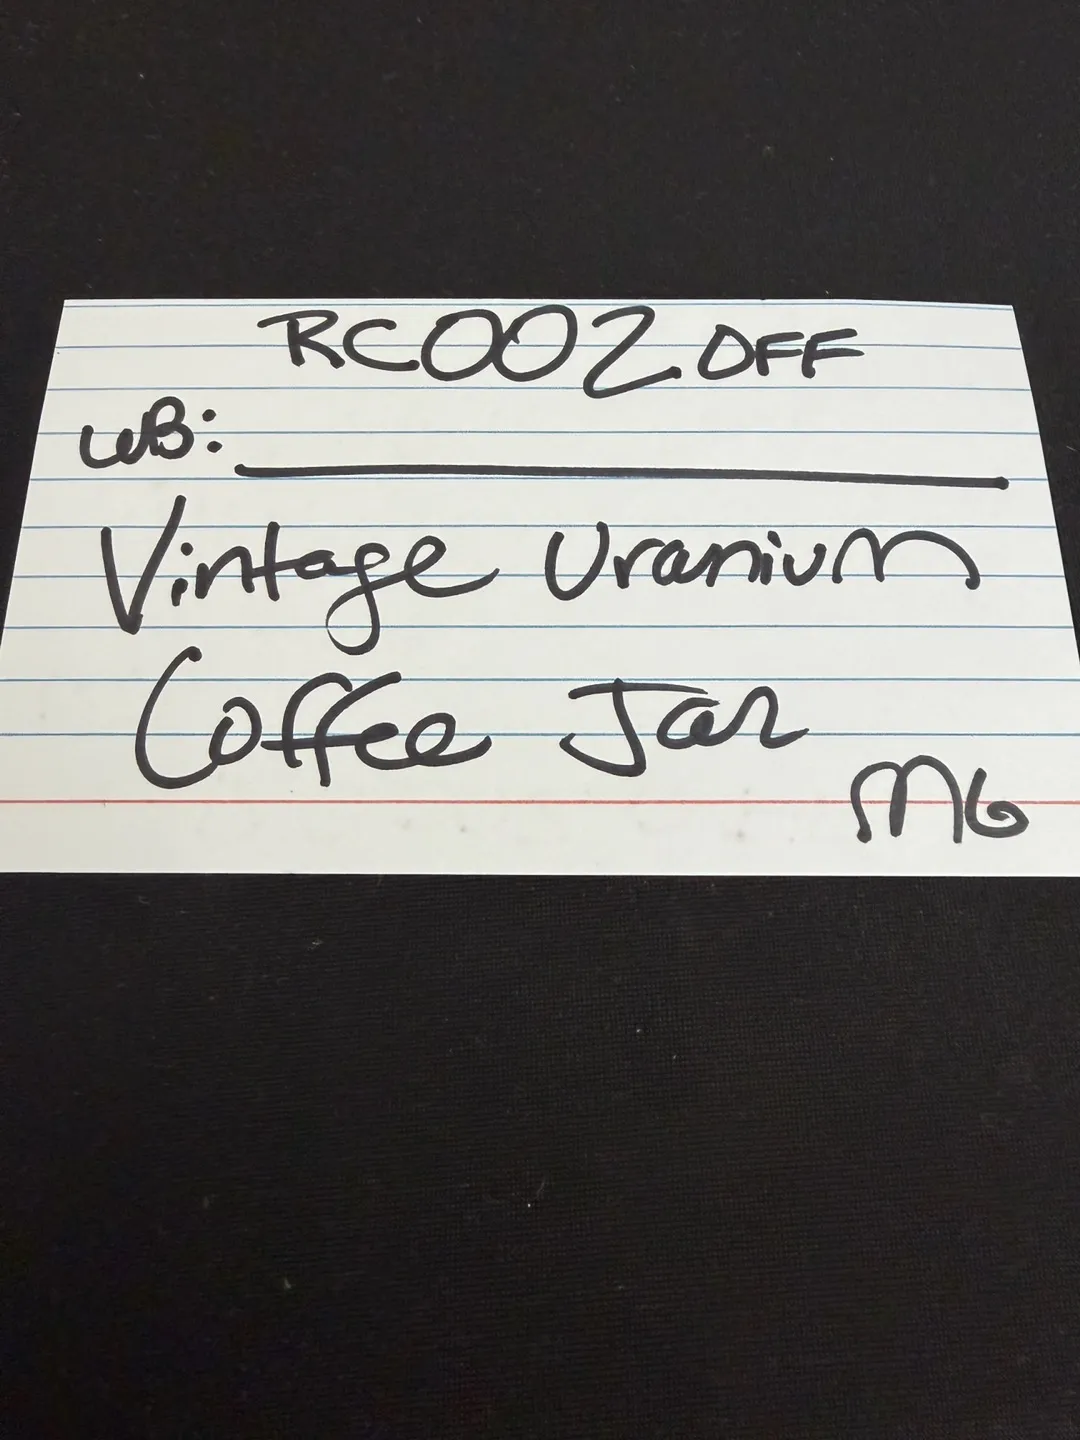 RC002 OFF
WB:
Vintage Uranium
Coffee Jar
MG